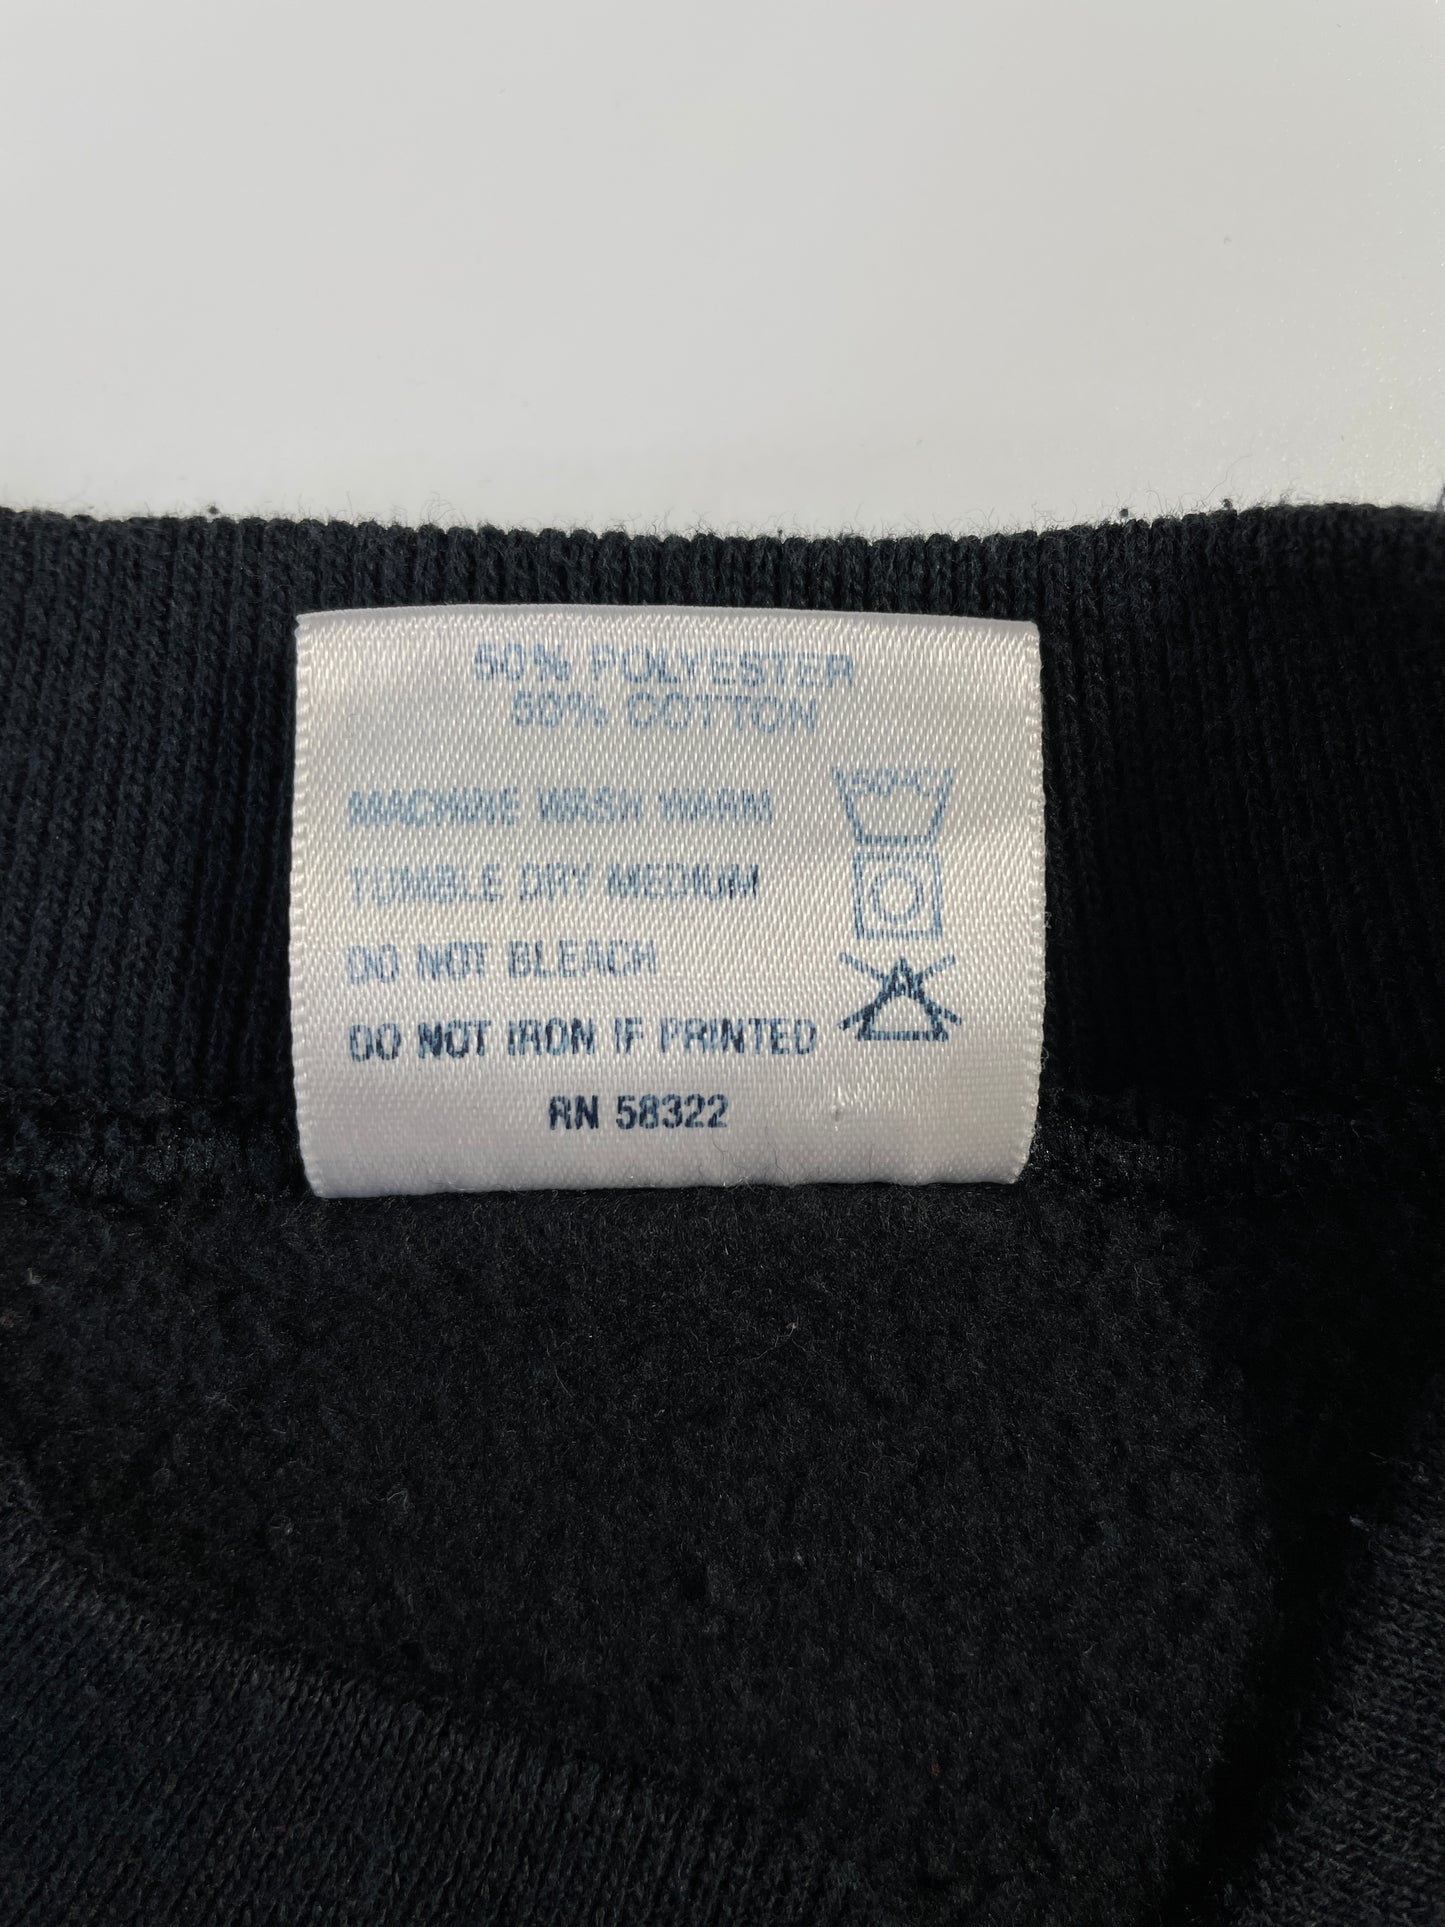 50% POLYESTER
50% COTTON
MACHINE WASH WARM
TUMBLE DRY MEDIUM
DO NOT BLEACH
DO NOT IRON IF PRINTED
RN 58322